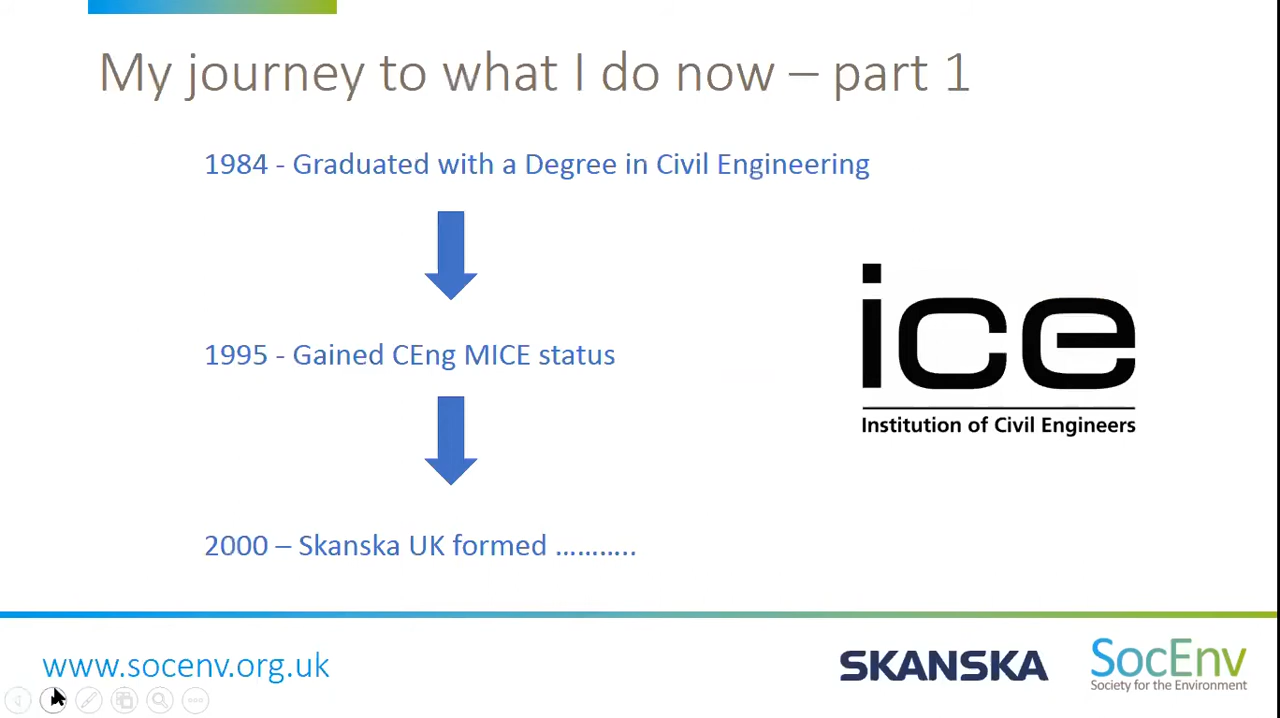 My journey to what I do now – part 1
1984 - Graduated with a Degree in Civil Engineering
1995 - Gained CEng MICE status
ice
Institution of Civil Engineers
2000 – Skanska UK formed ………..
www.socenv.org.uk
SKANSKA
SocEnv
Society for the Environment